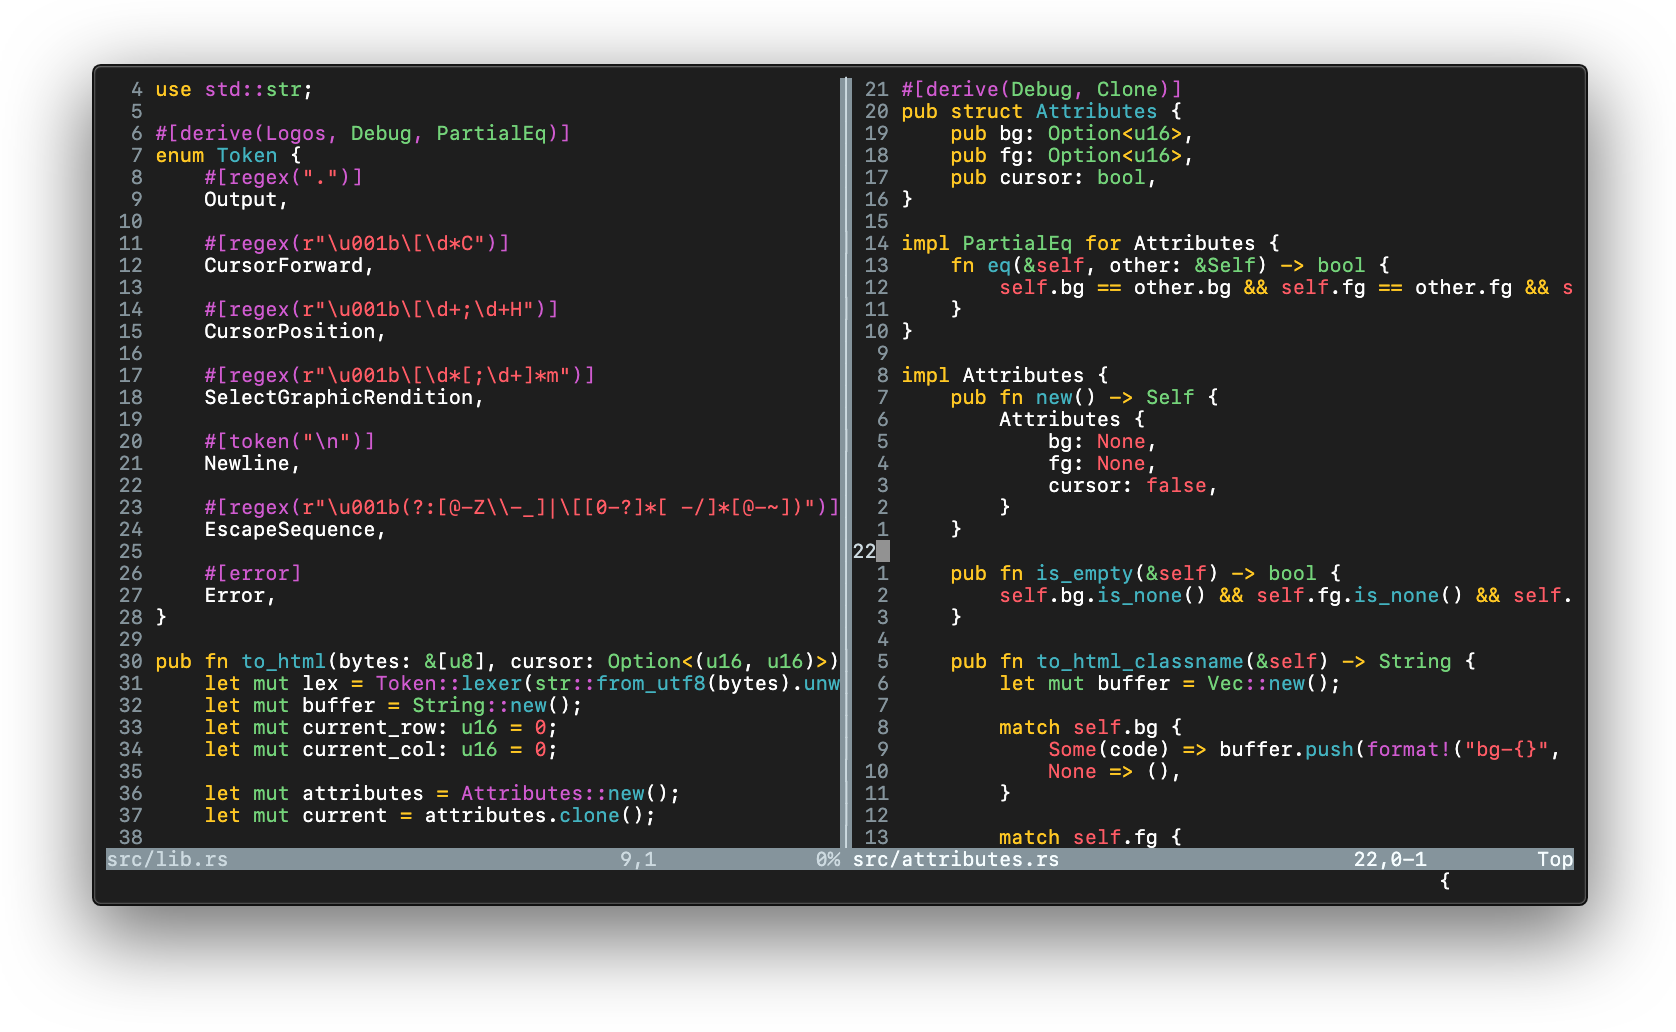 4 use std::str;
5
6 #[derive(Logos, Debug, PartialEq)]
7 enum Token {
8     #[regex(".")]
9     Output,
10
11     #[regex(r"\u001b\[\d*C")]
12     CursorForward,
13
14     #[regex(r"\u001b\[\d+;\d+H")]
15     CursorPosition,
16
17     #[regex(r"\u001b\[\d*[;\d+]*m")]
18     SelectGraphicRendition,
19
20     #[token("\n")]
21     Newline,
22
23     #[regex(r"\u001b(?:[@-Z\\-_]|\[[0-?]*[ -/]*[@-~])")]
24     EscapeSequence,
25
26     #[error]
27     Error,
28 }
29
30 pub fn to_html(bytes: &[u8], cursor: Option<(u16, u16)>)
31     let mut lex = Token::lexer(str::from_utf8(bytes).unw
32     let mut buffer = String::new();
33     let mut current_row: u16 = 0;
34     let mut current_col: u16 = 0;
35
36     let mut attributes = Attributes::new();
37     let mut current = attributes.clone();
38
src/lib.rs 9,1 0%
21 #[derive(Debug, Clone)]
20 pub struct Attributes {
19     pub bg: Option<u16>,
18     pub fg: Option<u16>,
17     pub cursor: bool,
16 }
15
14 impl PartialEq for Attributes {
13     fn eq(&self, other: &Self) -> bool {
12         self.bg == other.bg && self.fg == other.fg && s
11     }
10 }
9
8 impl Attributes {
7     pub fn new() -> Self {
6         Attributes {
5             bg: None,
4             fg: None,
3             cursor: false,
2         }
1     }
22
1     pub fn is_empty(&self) -> bool {
2         self.bg.is_none() && self.fg.is_none() && self.
3     }
4
5     pub fn to_html_classname(&self) -> String {
6         let mut buffer = Vec::new();
7
8         match self.bg {
9             Some(code) => buffer.push(format!("bg-{}",
10             None => (),
11         }
12
13         match self.fg {
src/attributes.rs 22,0-1 Top
{